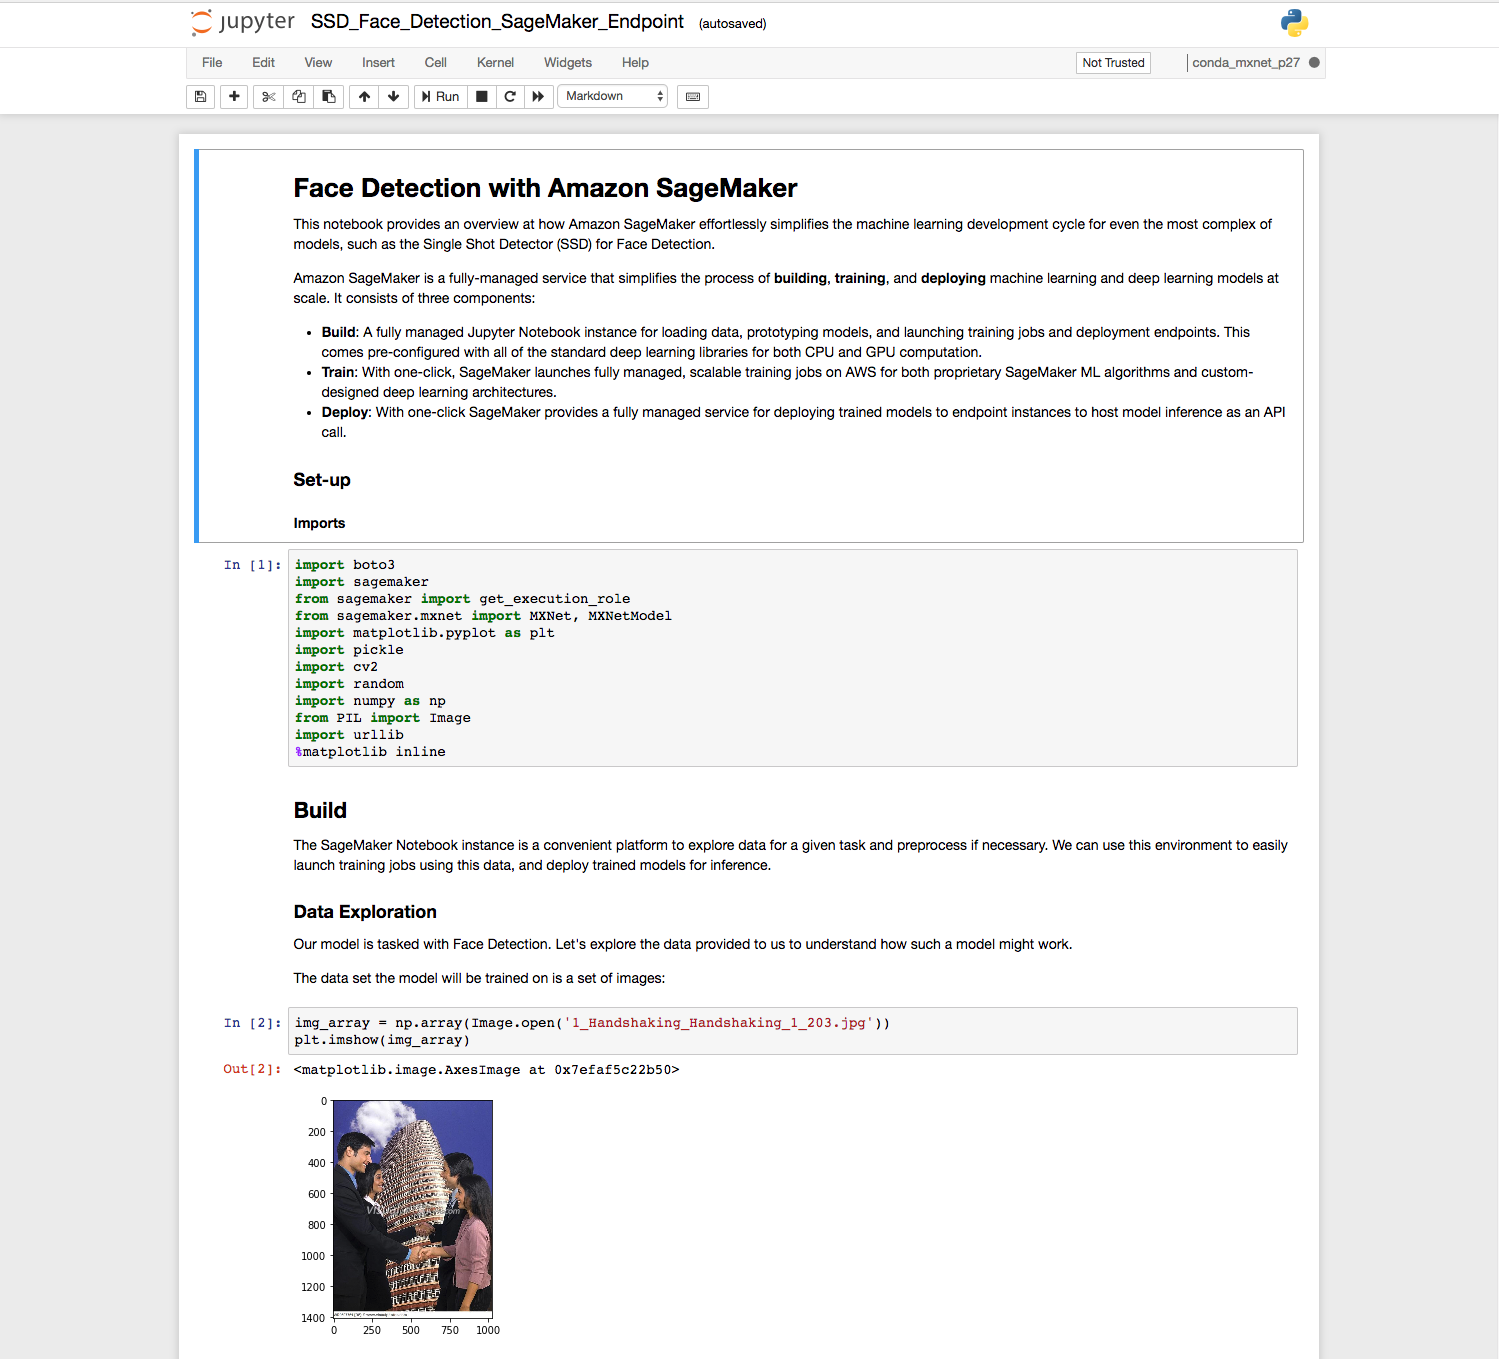 jupyter SSD_Face_Detection_SageMaker_Endpoint (autosaved)
File Edit View Insert Cell Kernel Widgets Help Not Trusted conda_mxnet_p27
Run Markdown
Face Detection with Amazon SageMaker
This notebook provides an overview at how Amazon SageMaker effortlessly simplifies the machine learning development cycle for even the most complex of
models, such as the Single Shot Detector (SSD) for Face Detection.
Amazon SageMaker is a fully-managed service that simplifies the process of building, training, and deploying machine learning and deep learning models at
scale. It consists of three components:
• Build: A fully managed Jupyter Notebook instance for loading data, prototyping models, and launching training jobs and deployment endpoints. This
comes pre-configured with all of the standard deep learning libraries for both CPU and GPU computation.
• Train: With one-click, SageMaker launches fully managed, scalable training jobs on AWS for both proprietary SageMaker ML algorithms and custom-
designed deep learning architectures.
• Deploy: With one-click SageMaker provides a fully managed service for deploying trained models to endpoint instances to host model inference as an API
call.
Set-up
Imports
In [1]: import boto3
import sagemaker
from sagemaker import get_execution_role
from sagemaker.mxnet import MXNet, MXNetModel
import matplotlib.pyplot as plt
import pickle
import cv2
import random
import numpy as np
from PIL import Image
import urllib
%matplotlib inline
Build
The SageMaker Notebook instance is a convenient platform to explore data for a given task and preprocess if necessary. We can use this environment to easily
launch training jobs using this data, and deploy trained models for inference.
Data Exploration
Our model is tasked with Face Detection. Let's explore the data provided to us to understand how such a model might work.
The data set the model will be trained on is a set of images:
In [2]: img_array = np.array(Image.open('1_Handshaking_Handshaking_1_203.jpg'))
plt.imshow(img_array)
Out[2]: <matplotlib.image.AxesImage at 0x7efaf5c22b50>
0
200
400
600
800
1000
1200
1400
0 250 500 750 1000